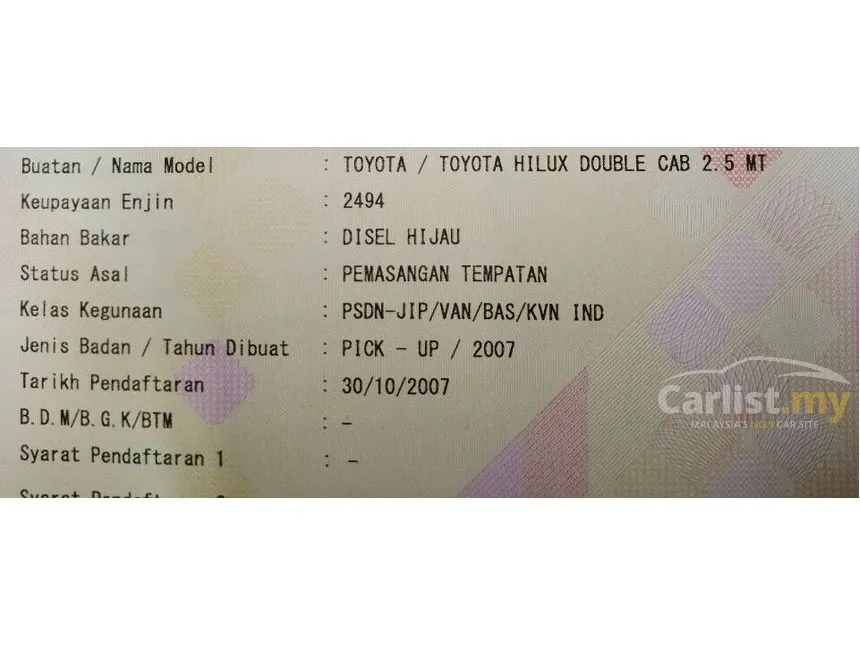 Buatan / Nama Model : TOYOTA / TOYOTA HILUX DOUBLE CAB 2.5 MT
Keupayaan Enjin : 2494
Bahan Bakar : DISEL HIJAU
Status Asal : PEMASANGAN TEMPATAN
Kelas Kegunaan : PSDN-JIP/VAN/BAS/KVN IND
Jenis Badan / Tahun Dibuat : PICK - UP / 2007
Tarikh Pendaftaran : 30/10/2007
Carlist.my
MALAYSIA'S NO.1 CAR SITE
B.D.M/B.G.K/BTM : -
Syarat Pendaftaran 1 : -